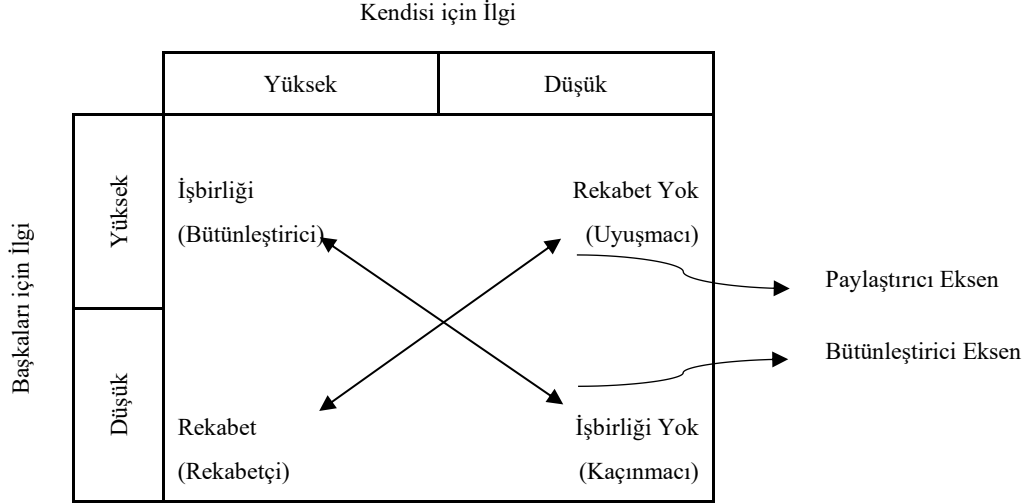 Kendisi için İlgi
Yüksek
Düşük
Başkaları için İlgi
Yüksek
İşbirliği
(Bütünleştirici)
Rekabet Yok
(Uyuşmacı)
Paylaştırıcı Eksen
Bütünleştirici Eksen
Düşük
Rekabet
(Rekabetçi)
İşbirliği Yok
(Kaçınmacı)